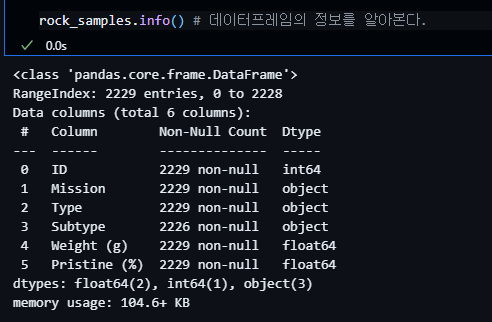 rock_samples.info() # 데이터프레임의 정보를 알아본다.
0.0s
<class 'pandas.core.frame.DataFrame'>
RangeIndex: 2229 entries, 0 to 2228
Data columns (total 6 columns):
 #   Column        Non-Null Count  Dtype
---  ------        --------------  -----
 0   ID            2229 non-null   int64
 1   Mission       2229 non-null   object
 2   Type          2229 non-null   object
 3   Subtype       2226 non-null   object
 4   Weight (g)    2229 non-null   float64
 5   Pristine (%)  2229 non-null   float64
dtypes: float64(2), int64(1), object(3)
memory usage: 104.6+ KB